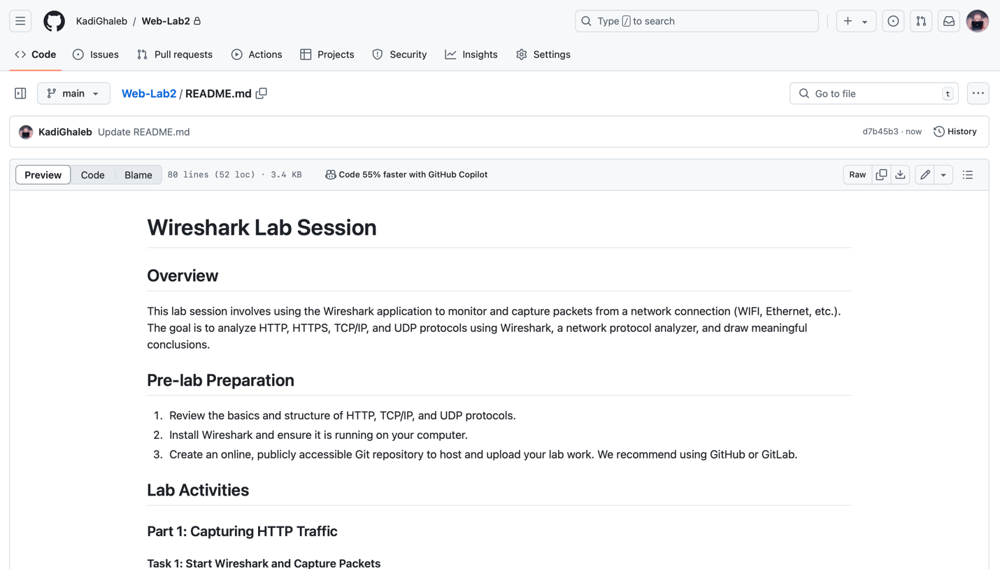 KadiGhaleb / Web-Lab2
Type / to search
Code
Issues
Pull requests
Actions
Projects
Security
Insights
Settings
main
Web-Lab2 / README.md
Go to file
t
KadiGhaleb Update README.md
d7b45b3 · now
History
Preview
Code
Blame
80 lines (52 loc) · 3.4 KB
Code 55% faster with GitHub Copilot
Raw
Wireshark Lab Session
Overview
This lab session involves using the Wireshark application to monitor and capture packets from a network connection (WIFI, Ethernet, etc.).
The goal is to analyze HTTP, HTTPS, TCP/IP, and UDP protocols using Wireshark, a network protocol analyzer, and draw meaningful
conclusions.
Pre-lab Preparation
1. Review the basics and structure of HTTP, TCP/IP, and UDP protocols.
2. Install Wireshark and ensure it is running on your computer.
3. Create an online, publicly accessible Git repository to host and upload your lab work. We recommend using GitHub or GitLab.
Lab Activities
Part 1: Capturing HTTP Traffic
Task 1: Start Wireshark and Capture Packets